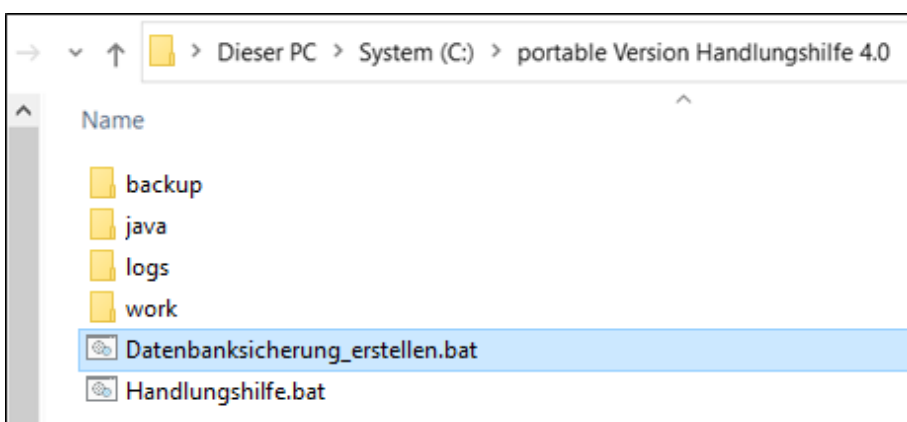 Dieser PC > System (C:) > portable Version Handlungshilfe 4.0
Name
backup
java
logs
work
Datenbanksicherung_erstellen.bat
Handlungshilfe.bat